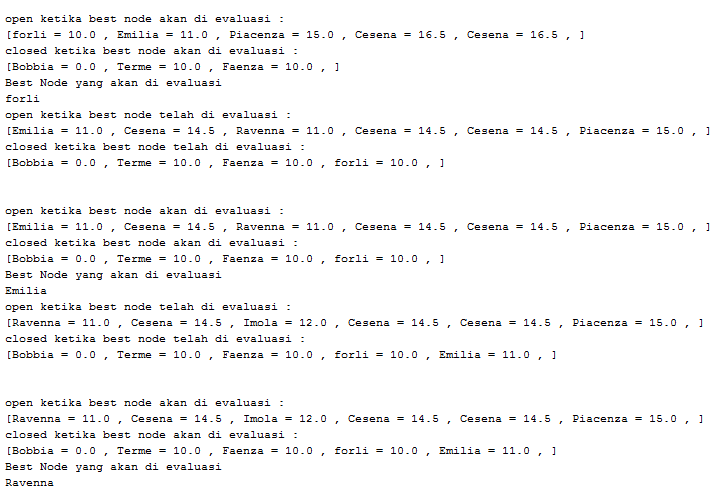 open ketika best node akan di evaluasi :
[forli = 10.0 , Emilia = 11.0 , Piacenza = 15.0 , Cesena = 16.5 , Cesena = 16.5 , ]
closed ketika best node akan di evaluasi :
[Bobbia = 0.0 , Terme = 10.0 , Faenza = 10.0 , ]
Best Node yang akan di evaluasi
forli
open ketika best node telah di evaluasi :
[Emilia = 11.0 , Cesena = 14.5 , Ravenna = 11.0 , Cesena = 14.5 , Cesena = 14.5 , Piacenza = 15.0 , ]
closed ketika best node telah di evaluasi :
[Bobbia = 0.0 , Terme = 10.0 , Faenza = 10.0 , forli = 10.0 , ]
open ketika best node akan di evaluasi :
[Emilia = 11.0 , Cesena = 14.5 , Ravenna = 11.0 , Cesena = 14.5 , Cesena = 14.5 , Piacenza = 15.0 , ]
closed ketika best node akan di evaluasi :
[Bobbia = 0.0 , Terme = 10.0 , Faenza = 10.0 , forli = 10.0 , ]
Best Node yang akan di evaluasi
Emilia
open ketika best node telah di evaluasi :
[Ravenna = 11.0 , Cesena = 14.5 , Imola = 12.0 , Cesena = 14.5 , Cesena = 14.5 , Piacenza = 15.0 , ]
closed ketika best node telah di evaluasi :
[Bobbia = 0.0 , Terme = 10.0 , Faenza = 10.0 , forli = 10.0 , Emilia = 11.0 , ]
open ketika best node akan di evaluasi :
[Ravenna = 11.0 , Cesena = 14.5 , Imola = 12.0 , Cesena = 14.5 , Cesena = 14.5 , Piacenza = 15.0 , ]
closed ketika best node akan di evaluasi :
[Bobbia = 0.0 , Terme = 10.0 , Faenza = 10.0 , forli = 10.0 , Emilia = 11.0 , ]
Best Node yang akan di evaluasi
Ravenna